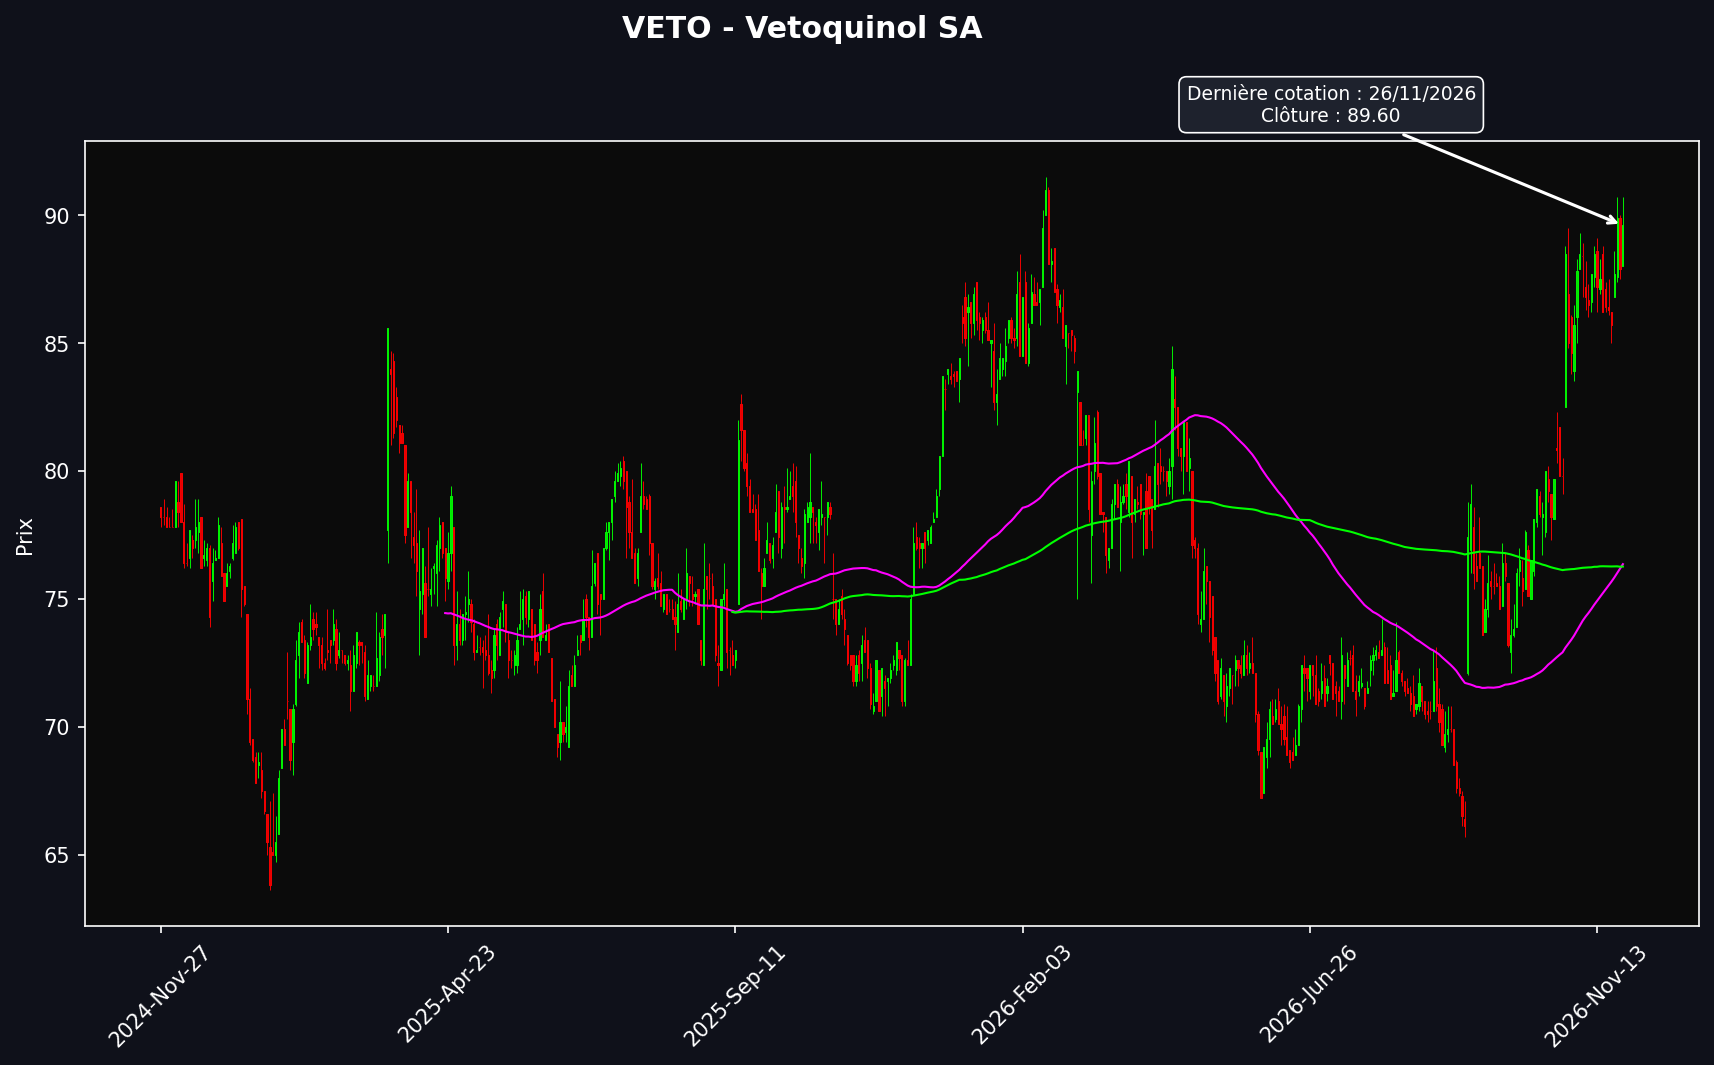 VETO - Vetoquinol SA
Dernière cotation : 26/11/2026
Clôture : 89.60
Prix
90
85
80
75
70
65
2024-Nov-27
2025-Apr-23
2025-Sep-11
2026-Feb-03
2026-Jun-26
2026-Nov-13